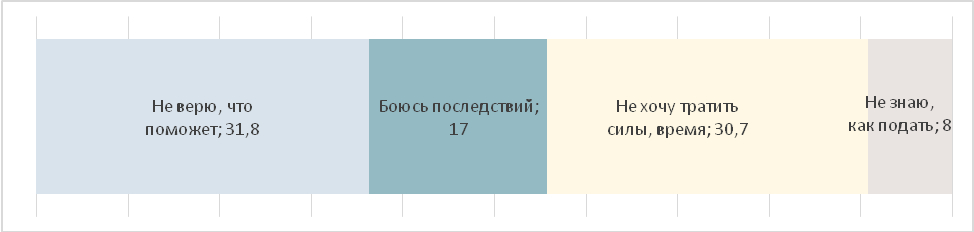 Не верю, что
поможет; 31,8
Боюсь последствий;
17
Не хочу тратить
силы, время; 30,7
Не знаю,
как подать; 8